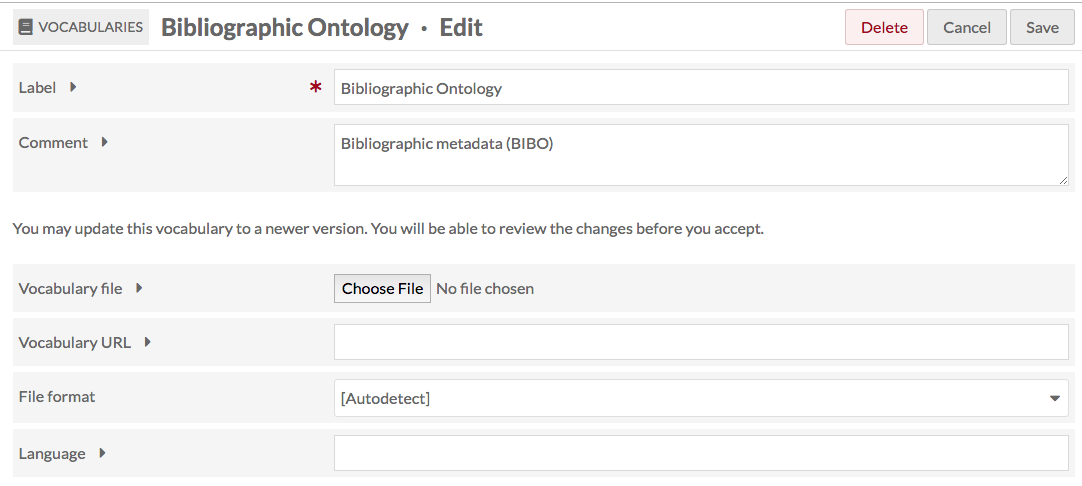 VOCABULARIES Bibliographic Ontology · Edit Delete Cancel Save
Label * Bibliographic Ontology
Comment Bibliographic metadata (BIBO)
You may update this vocabulary to a newer version. You will be able to review the changes before you accept.
Vocabulary file Choose File No file chosen
Vocabulary URL
File format [Autodetect]
Language